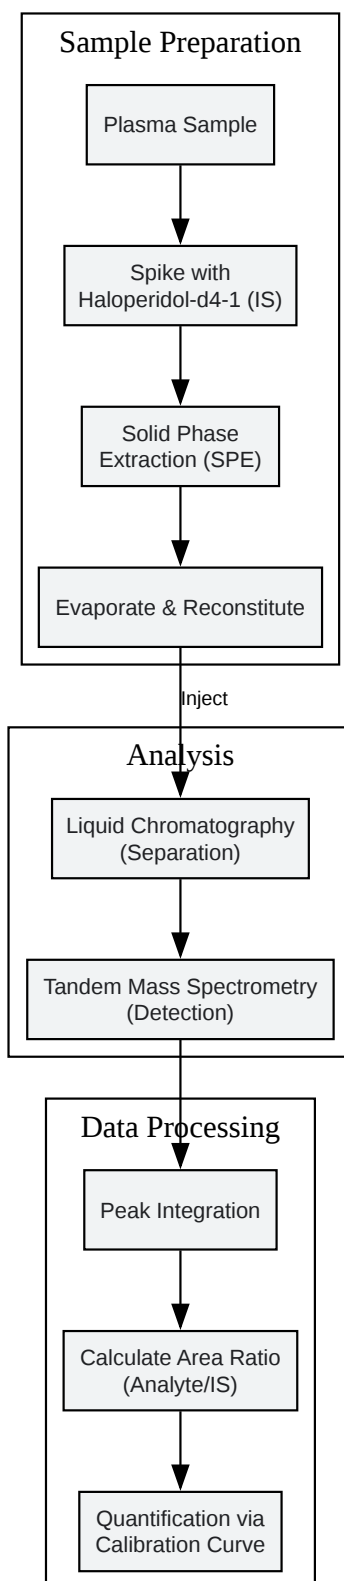 Sample Preparation
Plasma Sample
Spike with
Haloperidol-d4-1 (IS)
Solid Phase
Extraction (SPE)
Evaporate & Reconstitute
Inject
Analysis
Liquid Chromatography
(Separation)
Tandem Mass Spectrometry
(Detection)
Data Processing
Peak Integration
Calculate Area Ratio
(Analyte/IS)
Quantification via
Calibration Curve